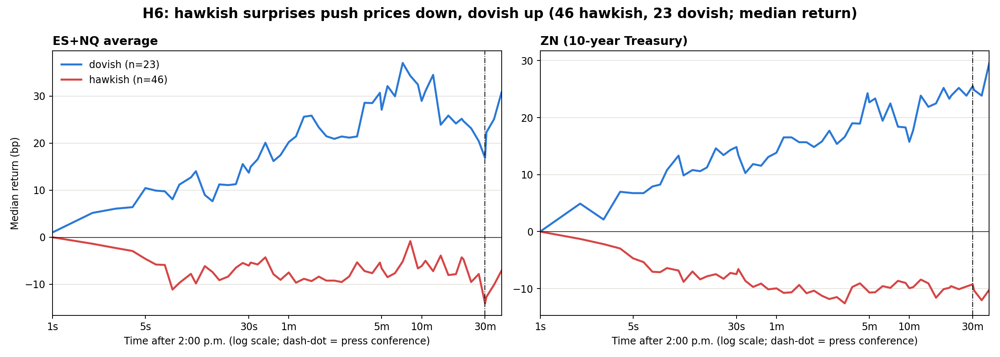 H6: hawkish surprises push prices down, dovish up (46 hawkish, 23 dovish; median return)
ES+NQ average
dovish (n=23)
hawkish (n=46)
Median return (bp)
30
20
10
0
−10
1s
5s
30s
1m
5m
10m
30m
Time after 2:00 p.m. (log scale; dash-dot = press conference)
ZN (10-year Treasury)
30
20
10
0
−10
1s
5s
30s
1m
5m
10m
30m
Time after 2:00 p.m. (log scale; dash-dot = press conference)